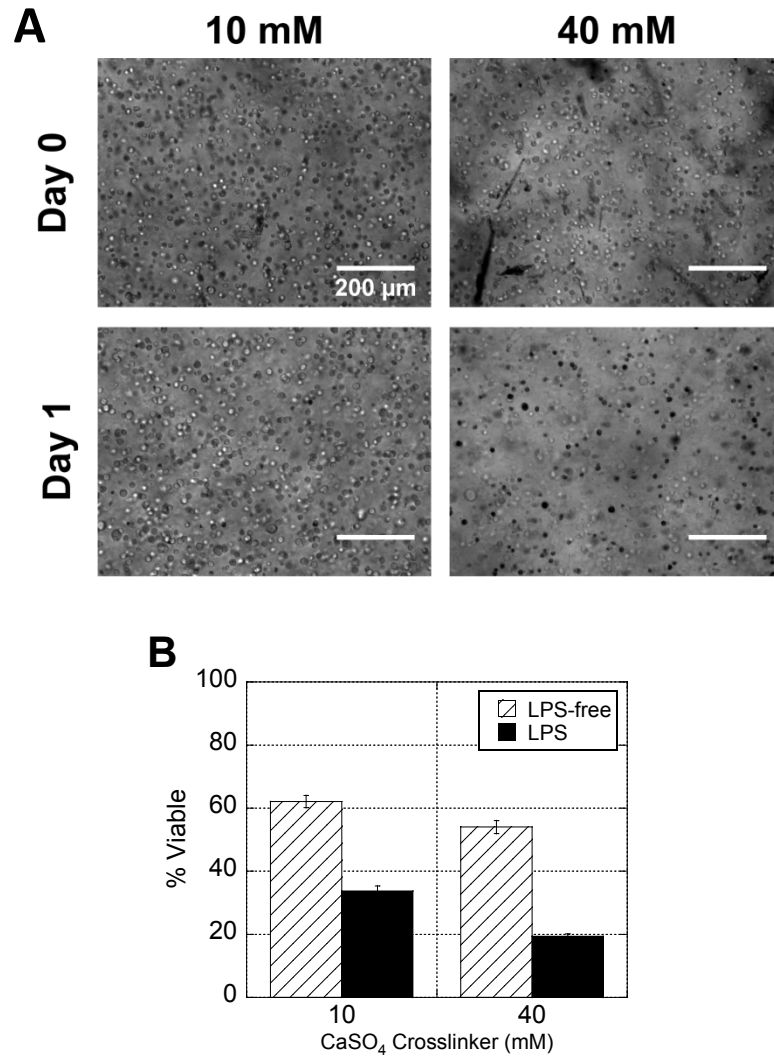 A
10 mM
40 mM
Day 0
200 µm
Day 1
B
100
80
60
40
20
0
% Viable
LPS-free
LPS
10
40
CaSO₄ Crosslinker (mM)